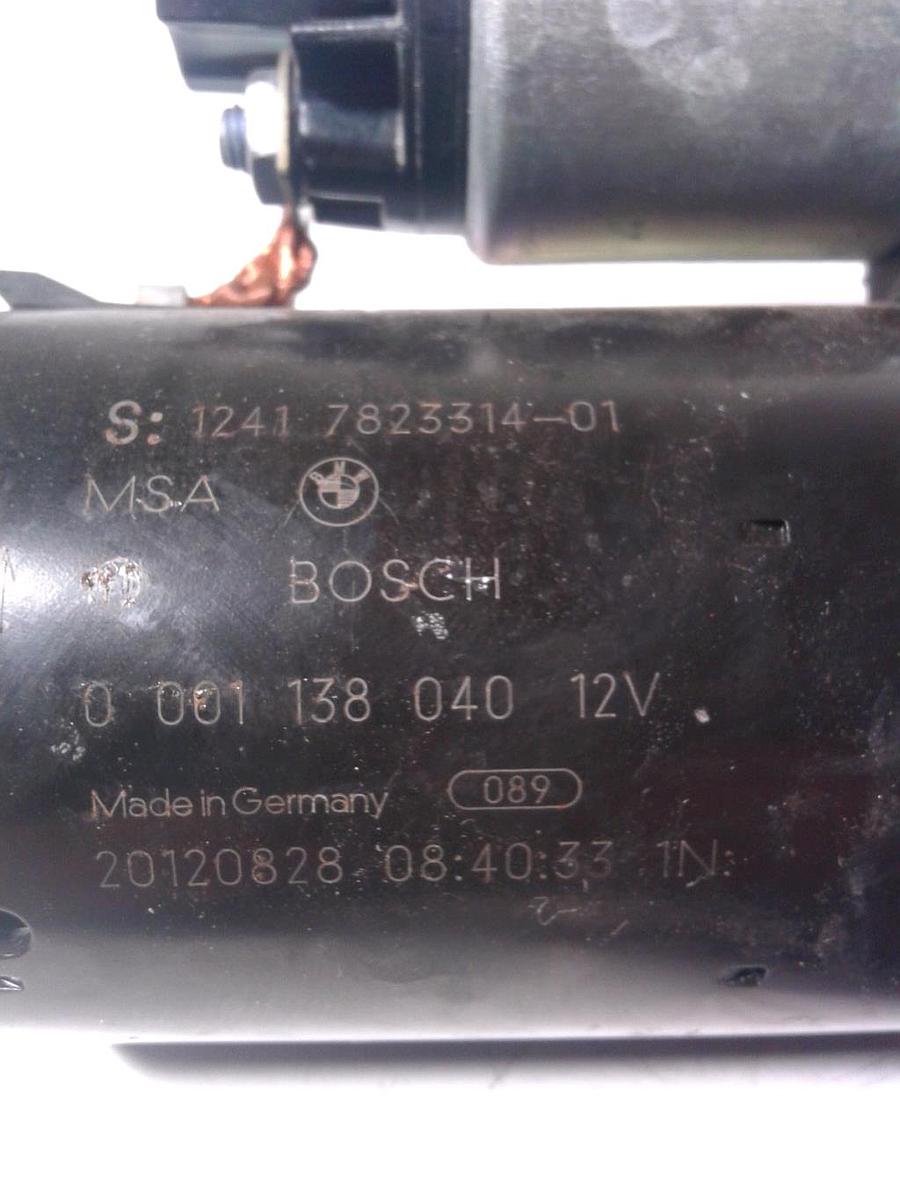 S: 1241 7823314-01
MSA
BOSCH
0 001 138 040 12V
Made in Germany 089
20120828 08:40:33 1N: